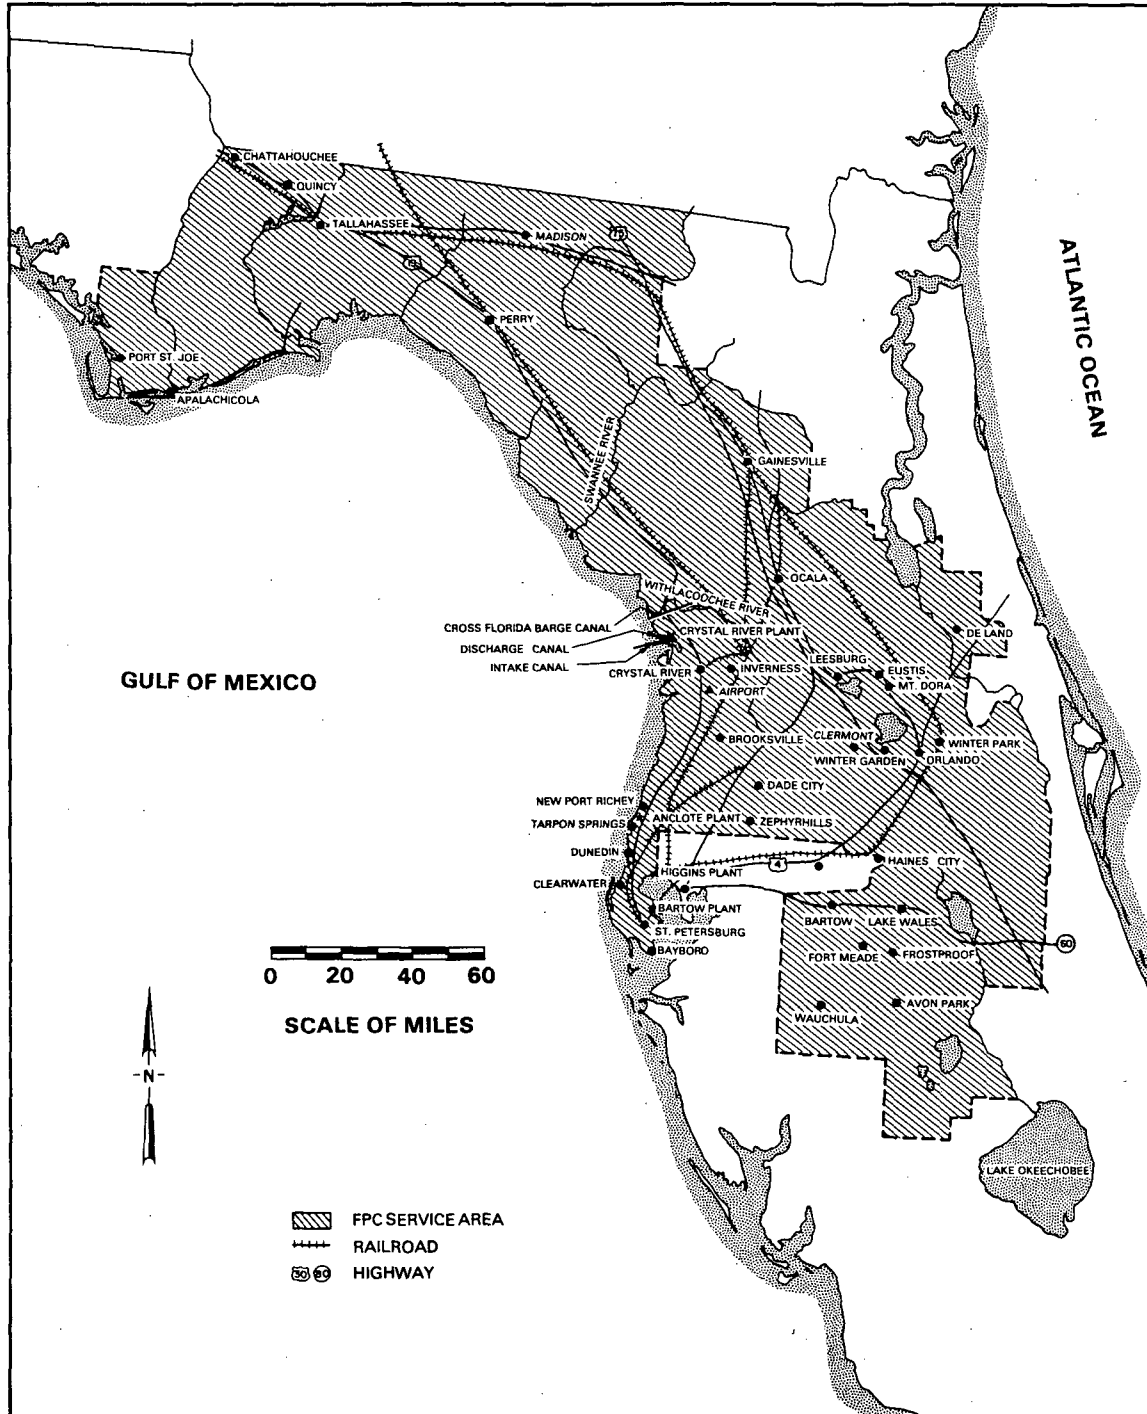 CHATTAHOUCHEE
QUINCY
TALLAHASSEE
MADISON
PERRY
PORT ST. JOE
APALACHICOLA
ATLANTIC OCEAN
SWANNEE RIVER
GAINESVILLE
OCALA
WITHLACOOCHEE RIVER
CROSS FLORIDA BARGE CANAL
CRYSTAL RIVER PLANT
DE LAND
DISCHARGE CANAL
INTAKE CANAL
CRYSTAL RIVER
INVERNESS
LEESBURG
EUSTIS
MT. DORA
GULF OF MEXICO
AIRPORT
BROOKSVILLE
CLERMONT
WINTER PARK
WINTER GARDEN
ORLANDO
DADE CITY
NEW PORT RICHEY
ANCLOTE PLANT
ZEPHYRHILLS
TARPON SPRINGS
DUNEDIN
4
HAINES CITY
HIGGINS PLANT
CLEARWATER
BARTOW PLANT
BARTOW
LAKE WALES
ST. PETERSBURG
60
BAYBORO
FORT MEADE
FROSTPROOF
0 20 40 60
SCALE OF MILES
AVON PARK
WAUCHULA
N
LAKE OKEECHOBEE
FPC SERVICE AREA
RAILROAD
HIGHWAY